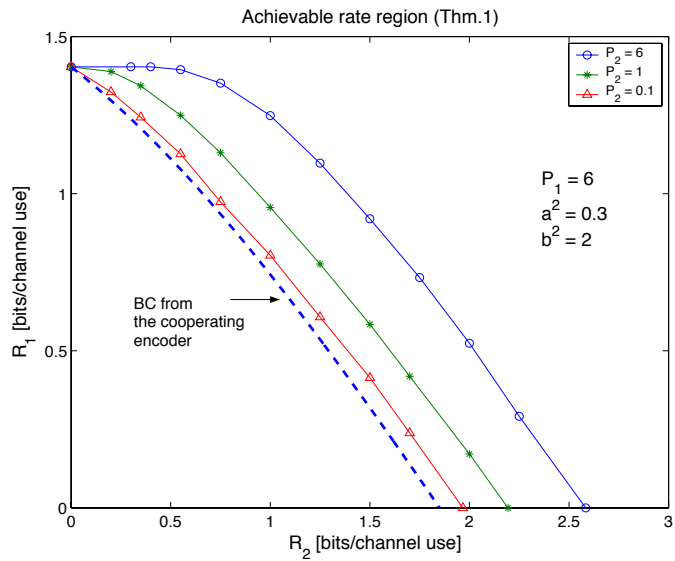 Achievable rate region (Thm.1)
1.5
1
0.5
0
R_1 [bits/channel use]
P_2 = 6
P_2 = 1
P_2 = 0.1
P_1 = 6
a^2 = 0.3
b^2 = 2
BC from
the cooperating
encoder
0 0.5 1 1.5 2 2.5 3
R_2 [bits/channel use]